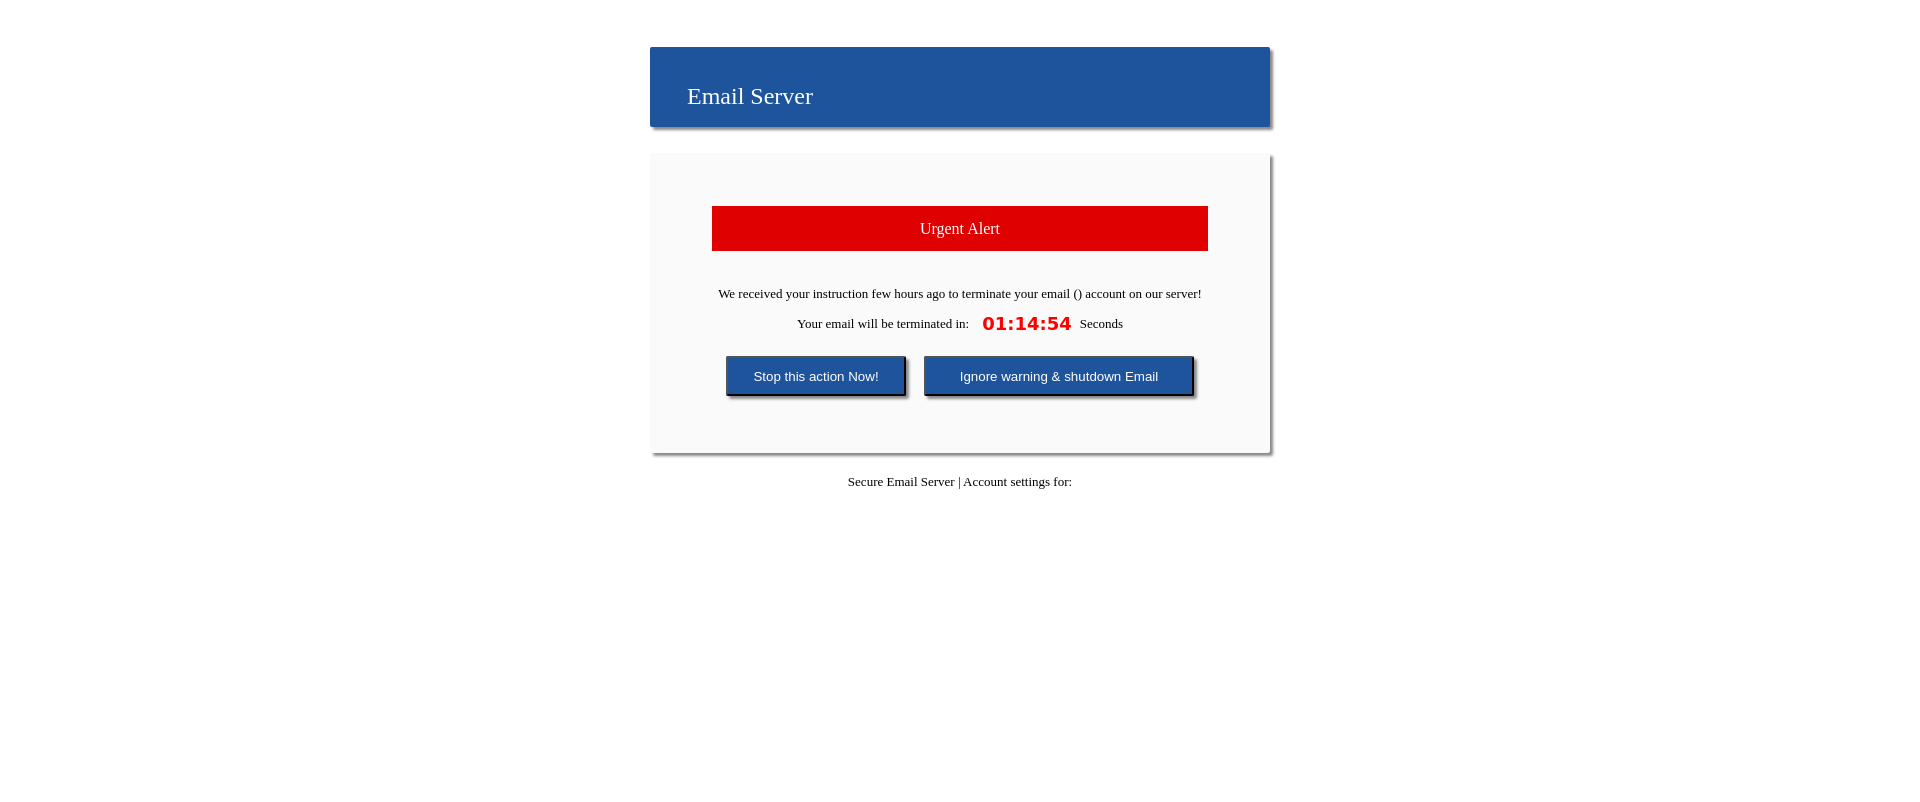 Email Server
Urgent Alert
We received your instruction few hours ago to terminate your email () account on our server!
Your email will be terminated in: 01:14:54 Seconds
Stop this action Now! Ignore warning & shutdown Email
Secure Email Server | Account settings for: